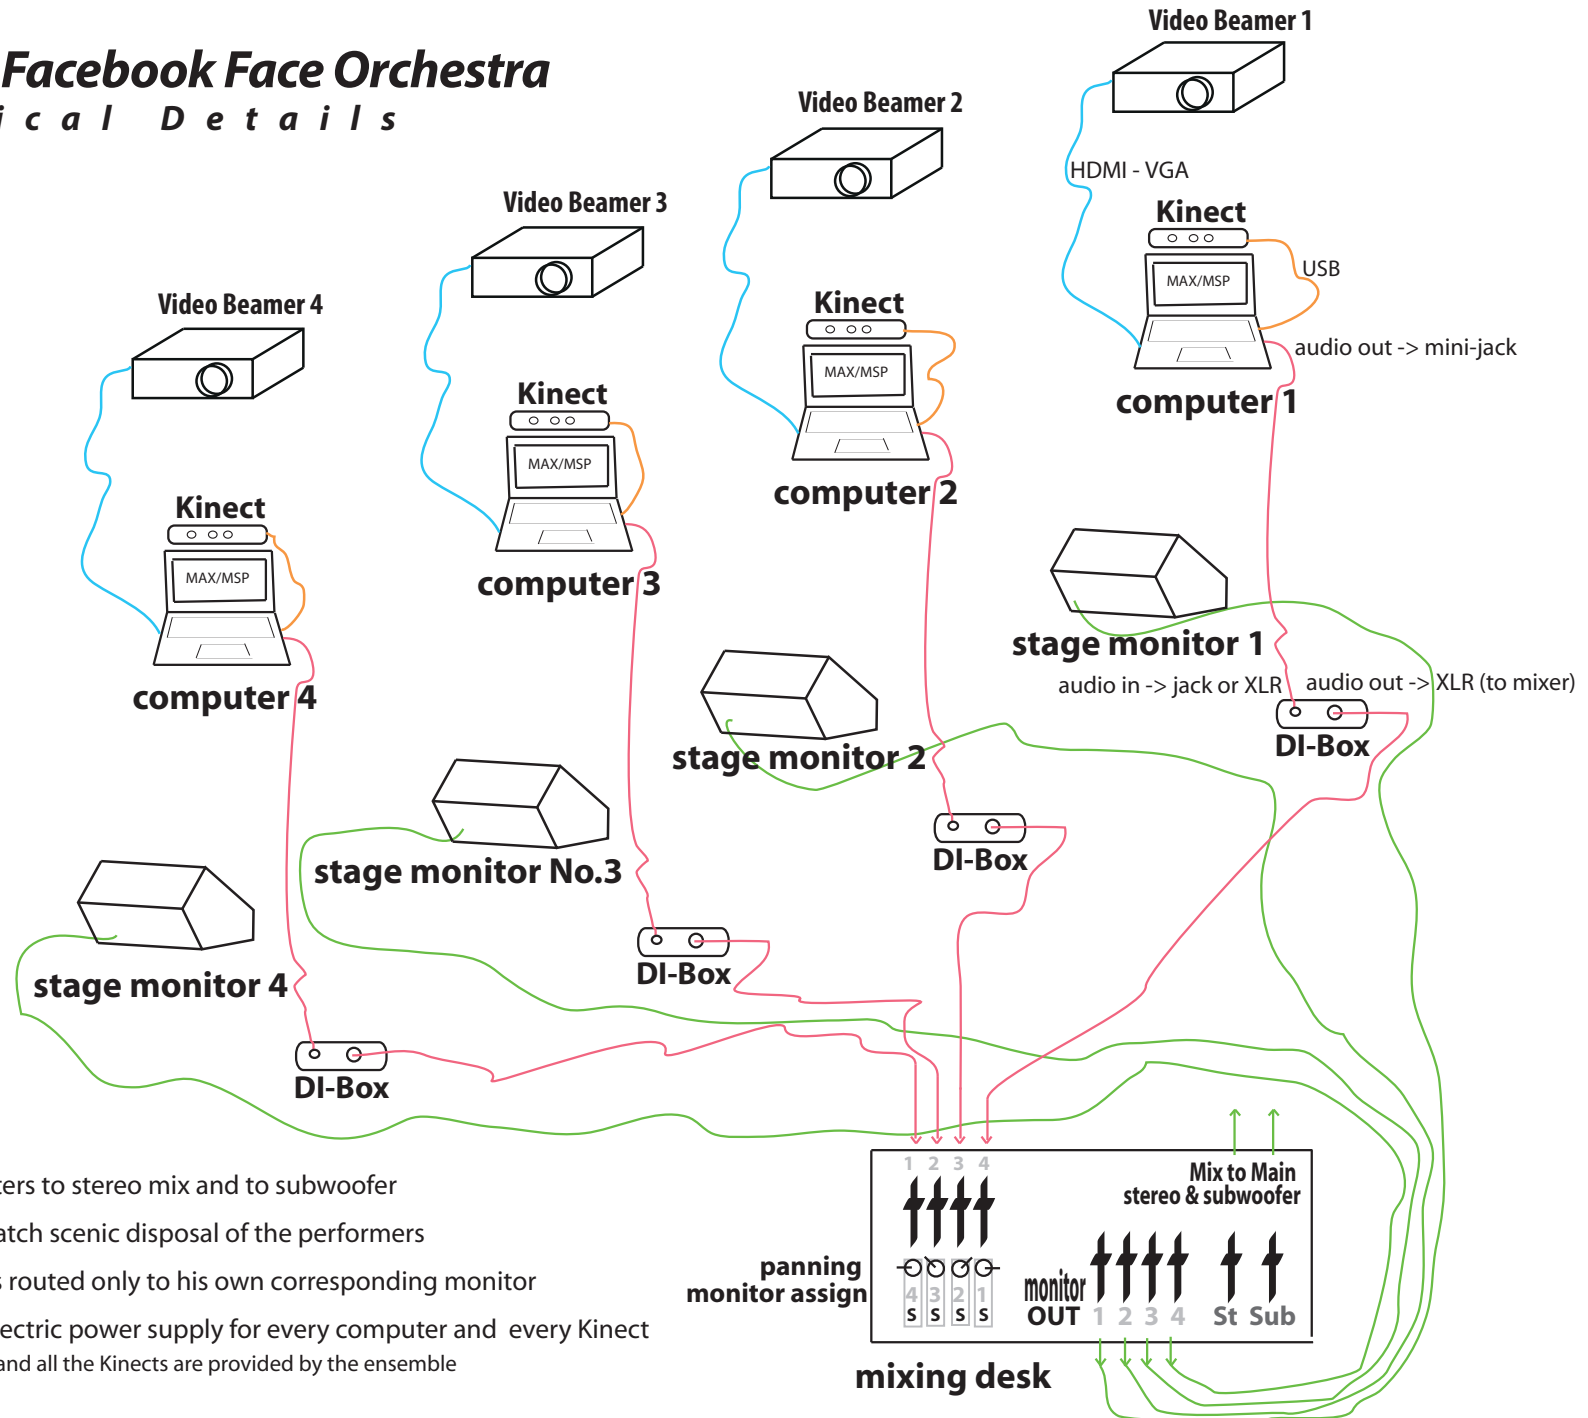 Facebook Face Orchestra
ical Details
Video Beamer 1
Video Beamer 2
HDMI - VGA
Kinect
MAX/MSP
USB
audio out -> mini-jack
computer 1
Video Beamer 3
Kinect
MAX/MSP
computer 2
Video Beamer 4
Kinect
MAX/MSP
computer 3
Kinect
MAX/MSP
computer 4
stage monitor 1
audio in -> jack or XLR
audio out -> XLR (to mixer)
DI-Box
stage monitor 2
DI-Box
stage monitor No.3
DI-Box
stage monitor 4
DI-Box
ters to stereo mix and to subwoofer
atch scenic disposal of the performers
s routed only to his own corresponding monitor
lectric power supply for every computer and every Kinect
and all the Kinects are provided by the ensemble
1 2 3 4
Mix to Main
stereo & subwoofer
panning
monitor assign
4 3 2 1
S S S S
monitor
OUT 1 2 3 4 St Sub
mixing desk